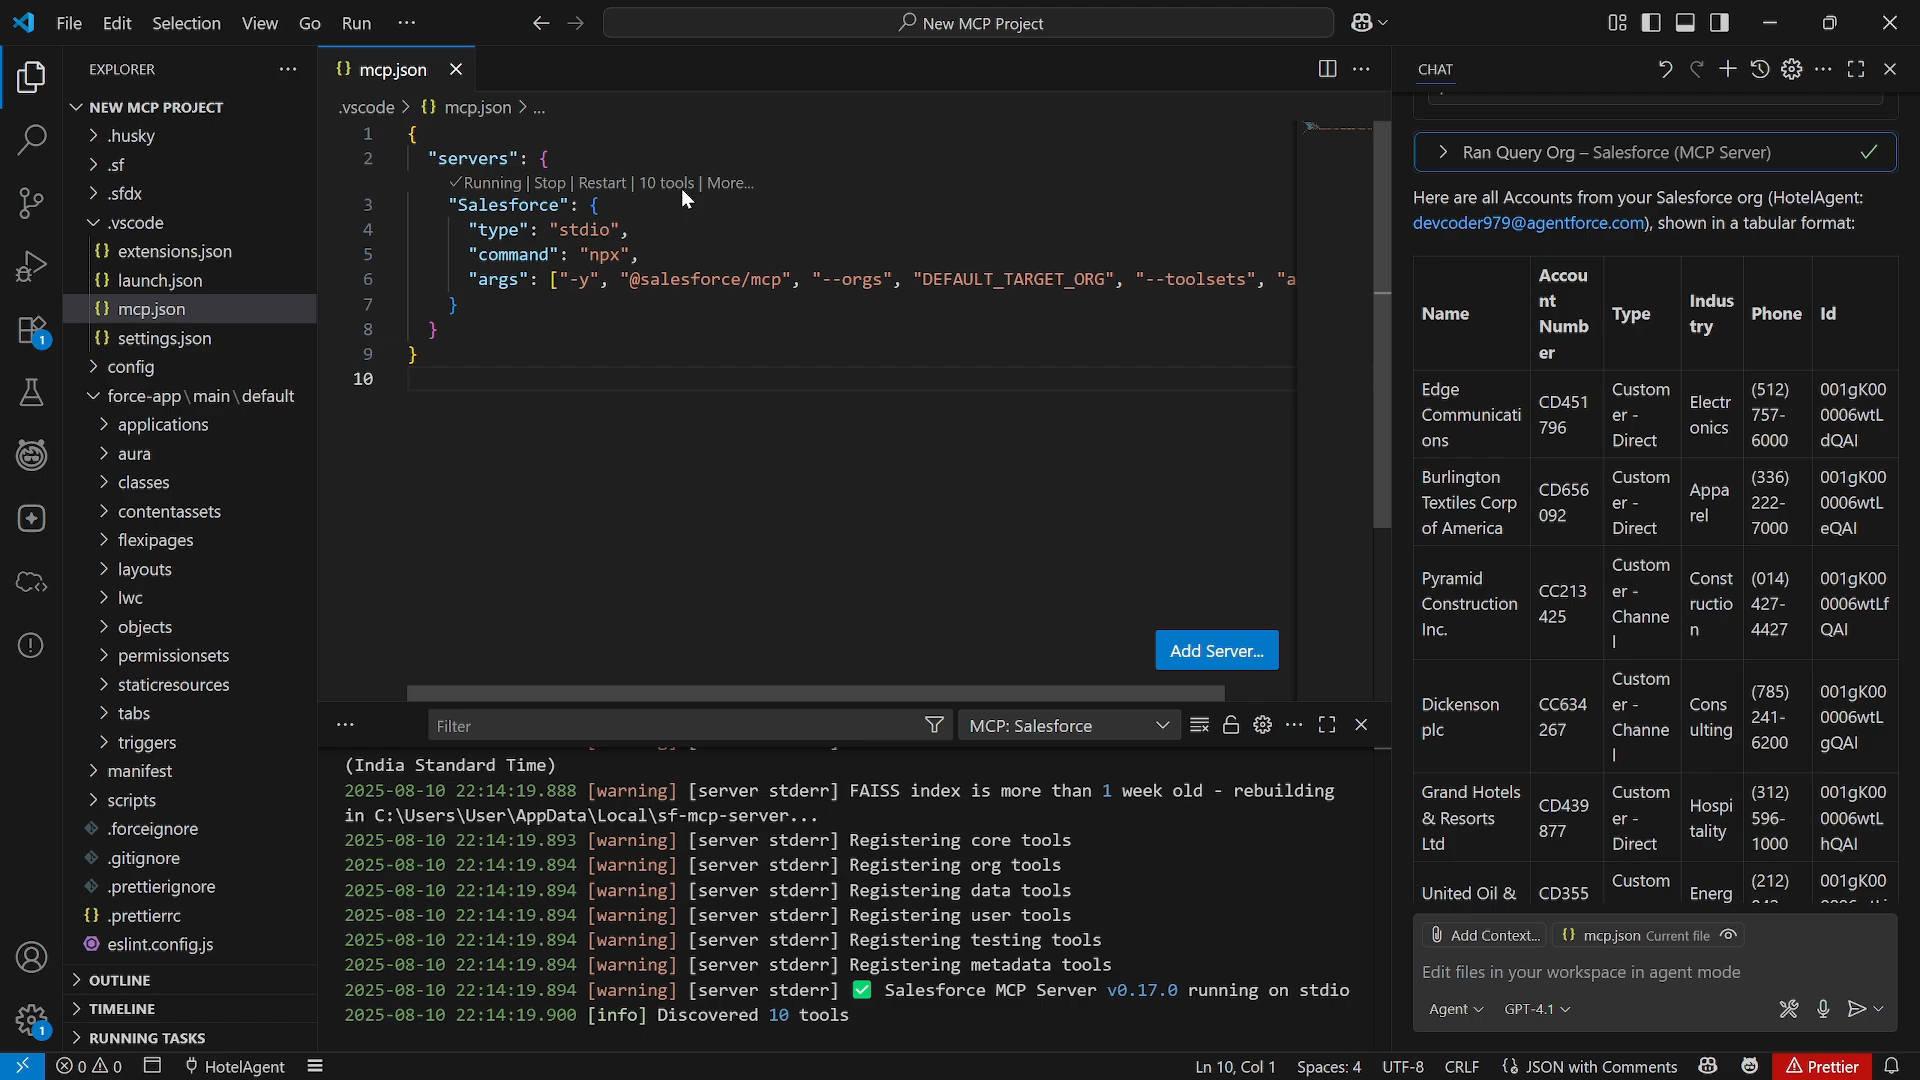 File Edit Selection View Go Run ···
New MCP Project
EXPLORER
NEW MCP PROJECT
.husky
.sf
.sfdx
.vscode
extensions.json
launch.json
mcp.json
settings.json
config
force-app\main\default
applications
aura
classes
contentassets
flexipages
layouts
lwc
objects
permissionsets
staticresources
tabs
triggers
manifest
scripts
.forceignore
.gitignore
.prettierignore
.prettierrc
eslint.config.js
OUTLINE
TIMELINE
RUNNING TASKS
1
1
mcp.json
.vscode > {} mcp.json > ...
1 {
2 "servers": {
✓Running | Stop | Restart | 10 tools | More...
3 "Salesforce": {
4 "type": "stdio",
5 "command": "npx",
6 "args": ["-y", "@salesforce/mcp", "--orgs", "DEFAULT_TARGET_ORG", "--toolsets", "a
7 }
8 }
9 }
10
Add Server...
Filter
MCP: Salesforce
(India Standard Time)
2025-08-10 22:14:19.888 [warning] [server stderr] FAISS index is more than 1 week old - rebuilding
in C:\Users\User\AppData\Local\sf-mcp-server...
2025-08-10 22:14:19.893 [warning] [server stderr] Registering core tools
2025-08-10 22:14:19.894 [warning] [server stderr] Registering org tools
2025-08-10 22:14:19.894 [warning] [server stderr] Registering data tools
2025-08-10 22:14:19.894 [warning] [server stderr] Registering user tools
2025-08-10 22:14:19.894 [warning] [server stderr] Registering testing tools
2025-08-10 22:14:19.894 [warning] [server stderr] Registering metadata tools
2025-08-10 22:14:19.894 [warning] [server stderr] ✅ Salesforce MCP Server v0.17.0 running on stdio
2025-08-10 22:14:19.900 [info] Discovered 10 tools
CHAT
Ran Query Org – Salesforce (MCP Server)
Here are all Accounts from your Salesforce org (HotelAgent:
devcoder979@agentforce.com), shown in a tabular format:
Name
Accou
nt
Numb
er
Type
Indus
try
Phone
Id
Edge
Communicati
ons
CD451
796
Custom
er -
Direct
Electr
onics
(512)
757-
6000
001gK00
0006wtL
dQAI
Burlington
Textiles Corp
of America
CD656
092
Custom
er -
Direct
Appa
rel
(336)
222-
7000
001gK00
0006wtL
eQAI
Pyramid
Construction
Inc.
CC213
425
Custom
er -
Channe
l
Const
ructio
n
(014)
427-
4427
001gK00
0006wtLf
QAI
Dickenson
plc
CC634
267
Custom
er -
Channe
l
Cons
ulting
(785)
241-
6200
001gK00
0006wtL
gQAI
Grand Hotels
& Resorts
Ltd
CD439
877
Custom
er -
Direct
Hospi
tality
(312)
596-
1000
001gK00
0006wtL
hQAI
United Oil &
CD355
Custom
Energ
(212)
001gK00
Add Context...
mcp.json Current file
Edit files in your workspace in agent mode
Agent
GPT-4.1
0 0
HotelAgent
Ln 10, Col 1
Spaces: 4
UTF-8
CRLF
{} JSON with Comments
Prettier